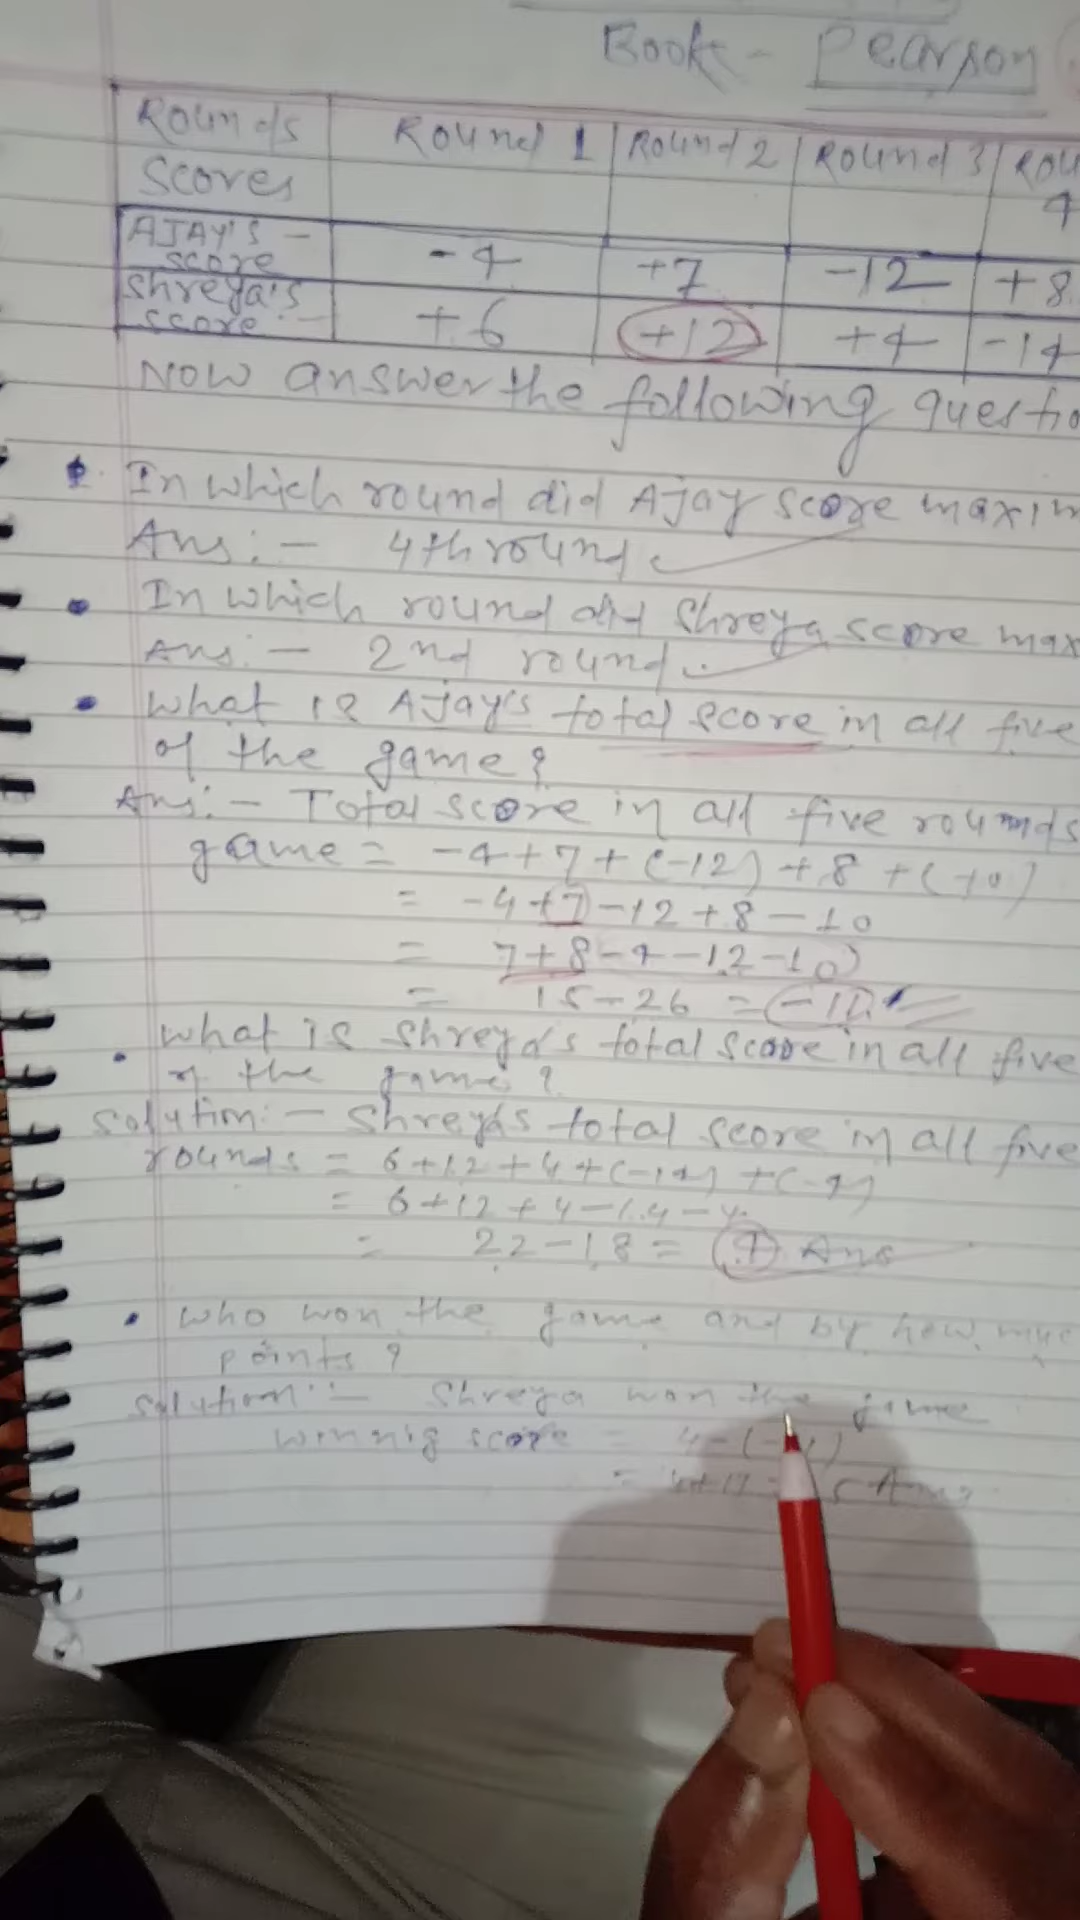 Book - Pearson
Rounds Round 1 Round 2 Round 3 Rou
Scores 4
AJAY'S - -4 +7 -12 +8
score
Shreya's +6 +12 +4 -14
score :-
Now answer the following questio
In which round did Ajay score maxim
Ans :- 4th round
In which round did Shreya score max
Ans :- 2nd round.
What is Ajay's total score in all five
of the game?
Ans :- Total score in all five rounds
game = -4+7+(-12)+8+(-10)
= -4+7-12+8-10
= 7+8-4-12-10
= 15-26 = -11
What is Shreya's total score in all five
of the game?
Solution :- Shreya's total score in all five
rounds = 6+12+4+(-14)+(-4)
= 6+12+4-14-4
= 22-18 = 4 Ans
Who won the game and by how muc
points?
Solution :- Shreya won the game
score = 4-(